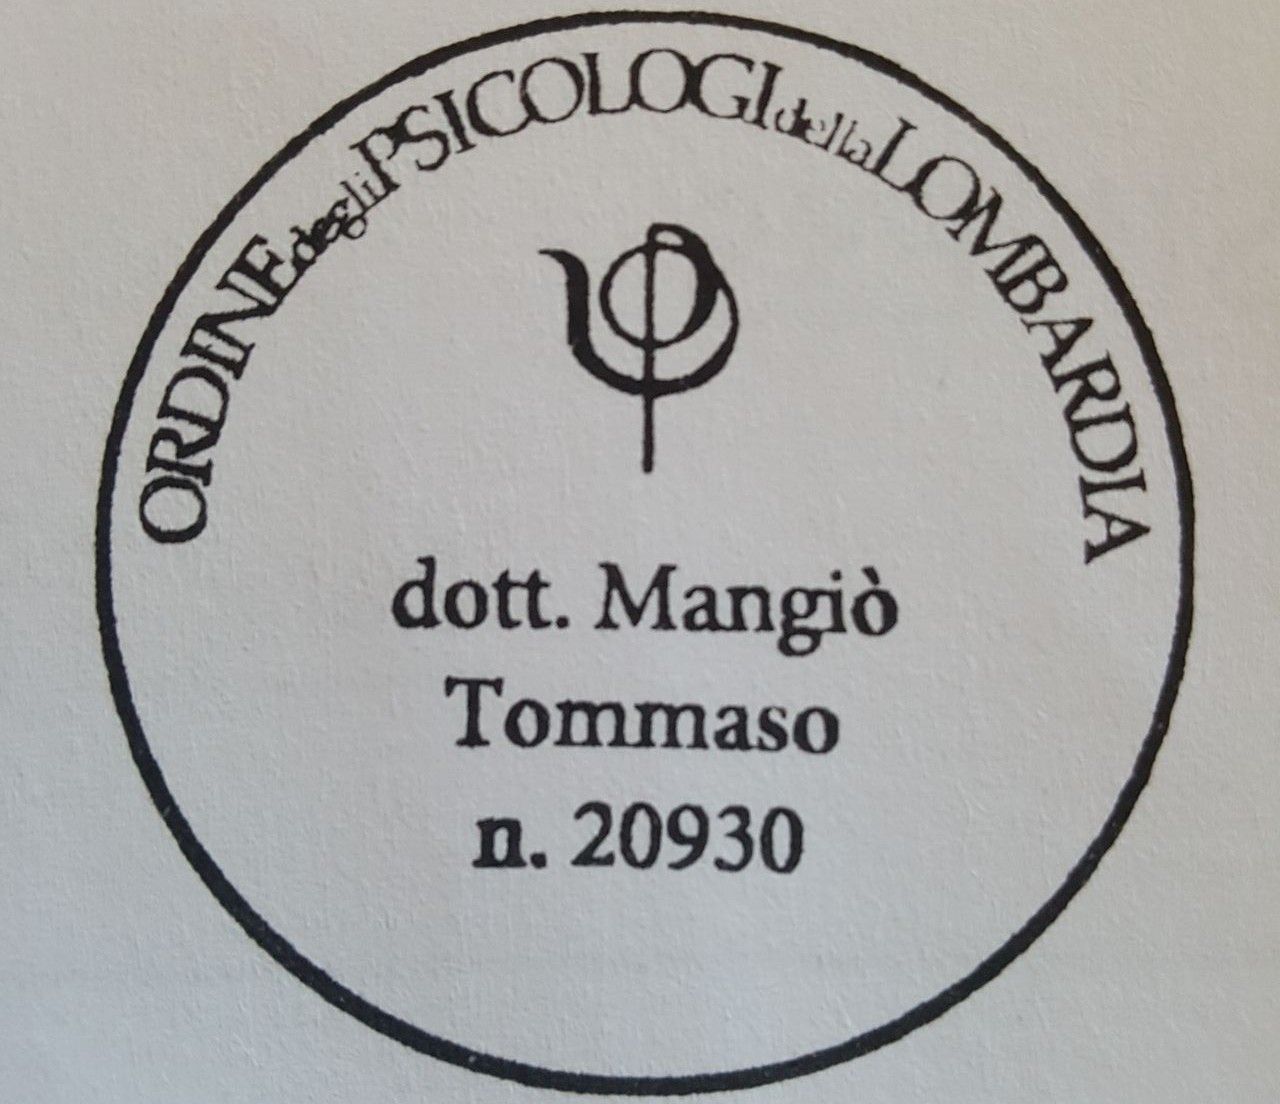 ORDINE degli PSICOLOGI della LOMBARDIA
dott. Mangiò
Tommaso
n. 20930